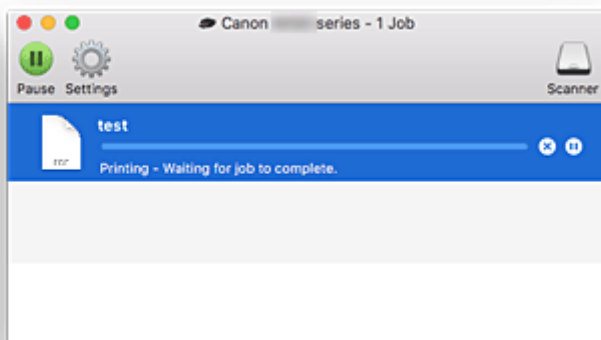 Canon series - 1 Job
Pause Settings
Scanner
test
Printing - Waiting for job to complete.